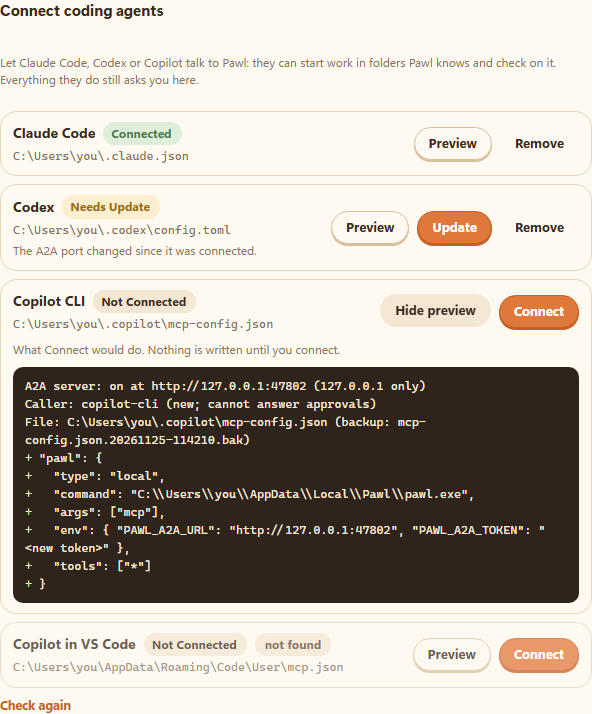 Connect coding agents
Let Claude Code, Codex or Copilot talk to Pawl: they can start work in folders Pawl knows and check on it.
Everything they do still asks you here.
Claude Code Connected
C:\Users\you\.claude.json
Preview Remove
Codex Needs Update
C:\Users\you\.codex\config.toml
The A2A port changed since it was connected.
Preview Update Remove
Copilot CLI Not Connected
C:\Users\you\.copilot\mcp-config.json
Hide preview Connect
What Connect would do. Nothing is written until you connect.
A2A server: on at http://127.0.0.1:47802 (127.0.0.1 only)
Caller: copilot-cli (new; cannot answer approvals)
File: C:\Users\you\.copilot\mcp-config.json (backup: mcp-
config.json.20261125-114210.bak)
+ "pawl": {
+   "type": "local",
+   "command": "C:\\Users\\you\\AppData\\Local\\Pawl\\pawl.exe",
+   "args": ["mcp"],
+   "env": { "PAWL_A2A_URL": "http://127.0.0.1:47802", "PAWL_A2A_TOKEN": "
<new token>" },
+   "tools": ["*"]
+ }
Copilot in VS Code Not Connected not found
C:\Users\you\AppData\Roaming\Code\User\mcp.json
Preview Connect
Check again